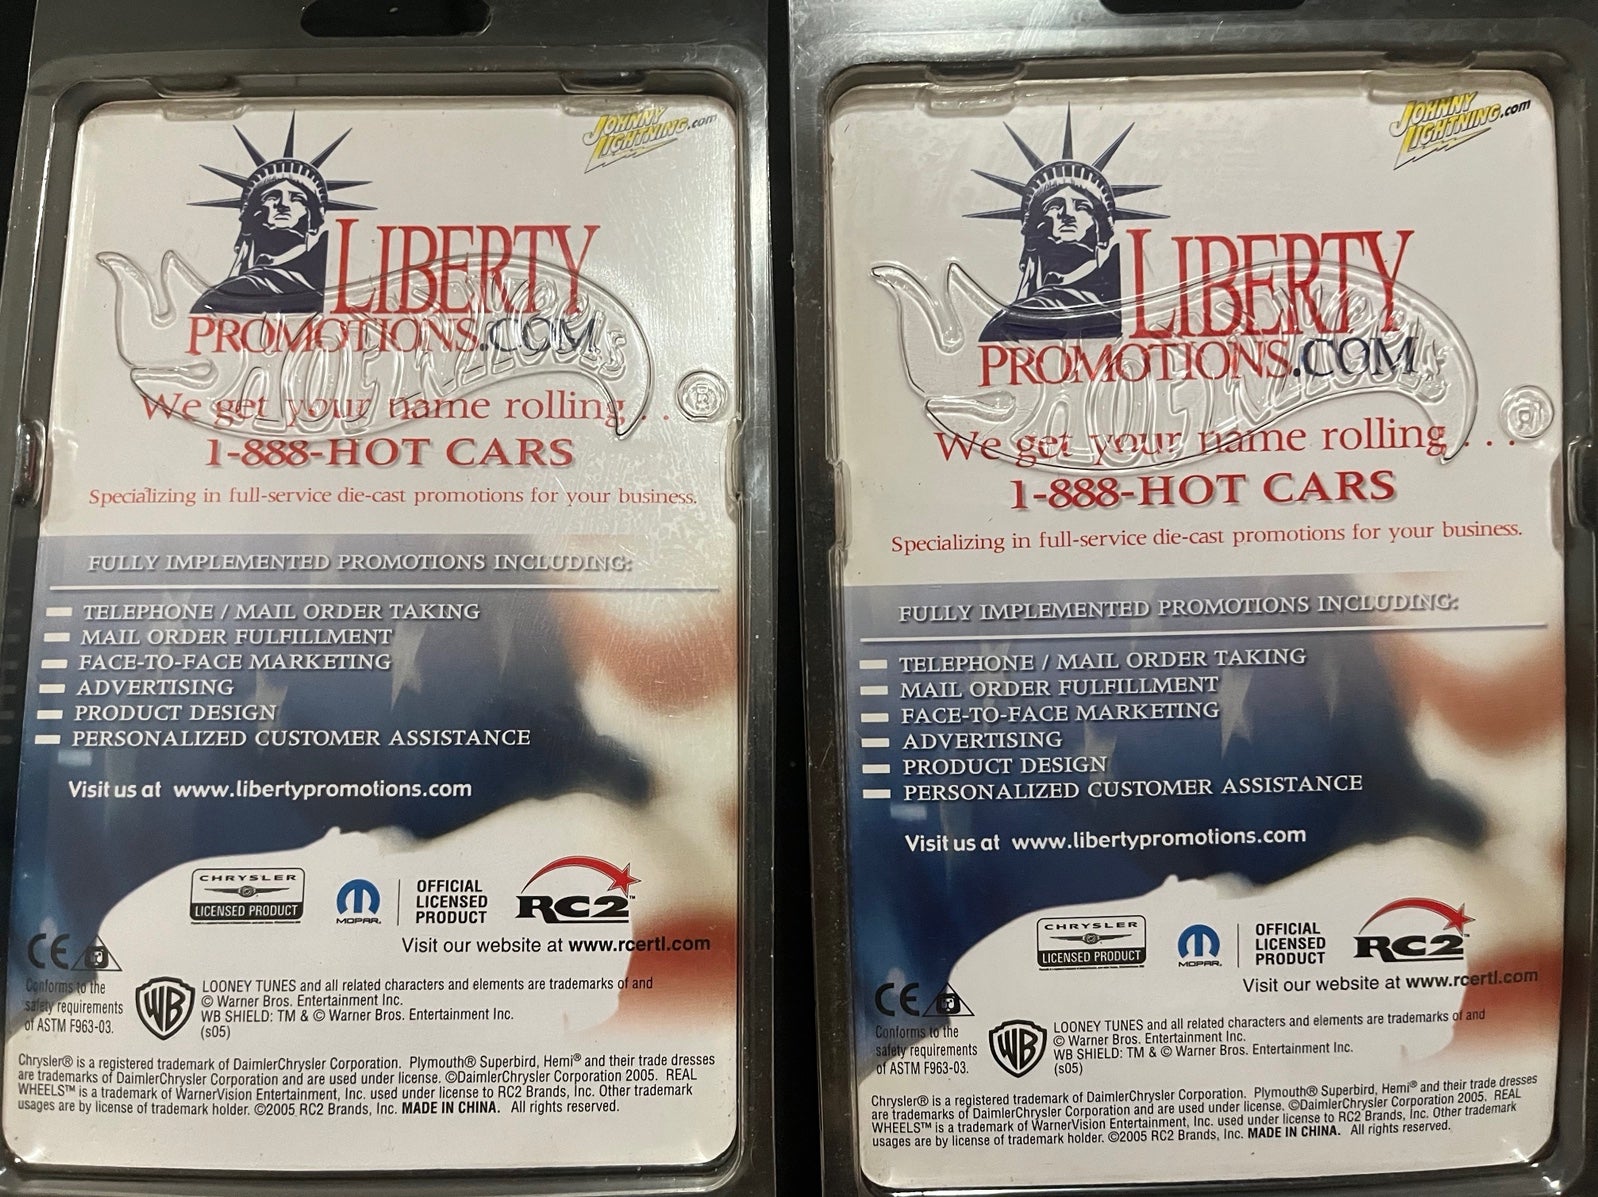 JOHNNY
LIGHTNING.com
LIBERTY
PROMOTIONS.COM
We get your name rolling . . .
1-888-HOT CARS
Specializing in full-service die-cast promotions for your business.
FULLY IMPLEMENTED PROMOTIONS INCLUDING:
TELEPHONE / MAIL ORDER TAKING
MAIL ORDER FULFILLMENT
FACE-TO-FACE MARKETING
ADVERTISING
PRODUCT DESIGN
PERSONALIZED CUSTOMER ASSISTANCE
Visit us at www.libertypromotions.com
CHRYSLER
LICENSED PRODUCT
MOPAR
OFFICIAL
LICENSED
PRODUCT
RC2™
Visit our website at www.rcertl.com
CE
Conforms to the
safety requirements
of ASTM F963-03.
WB
LOONEY TUNES and all related characters and elements are trademarks of and
© Warner Bros. Entertainment Inc.
WB SHIELD: TM & © Warner Bros. Entertainment Inc.
(s05)
Chrysler® is a registered trademark of DaimlerChrysler Corporation. Plymouth® Superbird, Hemi® and their trade dresses
are trademarks of DaimlerChrysler Corporation and are used under license. ©DaimlerChrysler Corporation 2005. REAL
WHEELS™ is a trademark of WarnerVision Entertainment, Inc. used under license to RC2 Brands, Inc. Other trademark
usages are by license of trademark holder. ©2005 RC2 Brands, Inc. MADE IN CHINA. All rights reserved.
JOHNNY
LIGHTNING.com
LIBERTY
PROMOTIONS.COM
We get your name rolling . . .
1-888-HOT CARS
Specializing in full-service die-cast promotions for your business.
FULLY IMPLEMENTED PROMOTIONS INCLUDING:
TELEPHONE / MAIL ORDER TAKING
MAIL ORDER FULFILLMENT
FACE-TO-FACE MARKETING
ADVERTISING
PRODUCT DESIGN
PERSONALIZED CUSTOMER ASSISTANCE
Visit us at www.libertypromotions.com
CHRYSLER
LICENSED PRODUCT
MOPAR
OFFICIAL
LICENSED
PRODUCT
RC2™
Visit our website at www.rcertl.com
CE
Conforms to the
safety requirements
of ASTM F963-03.
WB
LOONEY TUNES and all related characters and elements are trademarks of and
© Warner Bros. Entertainment Inc.
WB SHIELD: TM & © Warner Bros. Entertainment Inc.
(s05)
Chrysler® is a registered trademark of DaimlerChrysler Corporation. Plymouth® Superbird, Hemi® and their trade dresses
are trademarks of DaimlerChrysler Corporation and are used under license. ©DaimlerChrysler Corporation 2005. REAL
WHEELS™ is a trademark of WarnerVision Entertainment, Inc. used under license to RC2 Brands, Inc. Other trademark
usages are by license of trademark holder. ©2005 RC2 Brands, Inc. MADE IN CHINA. All rights reserved.